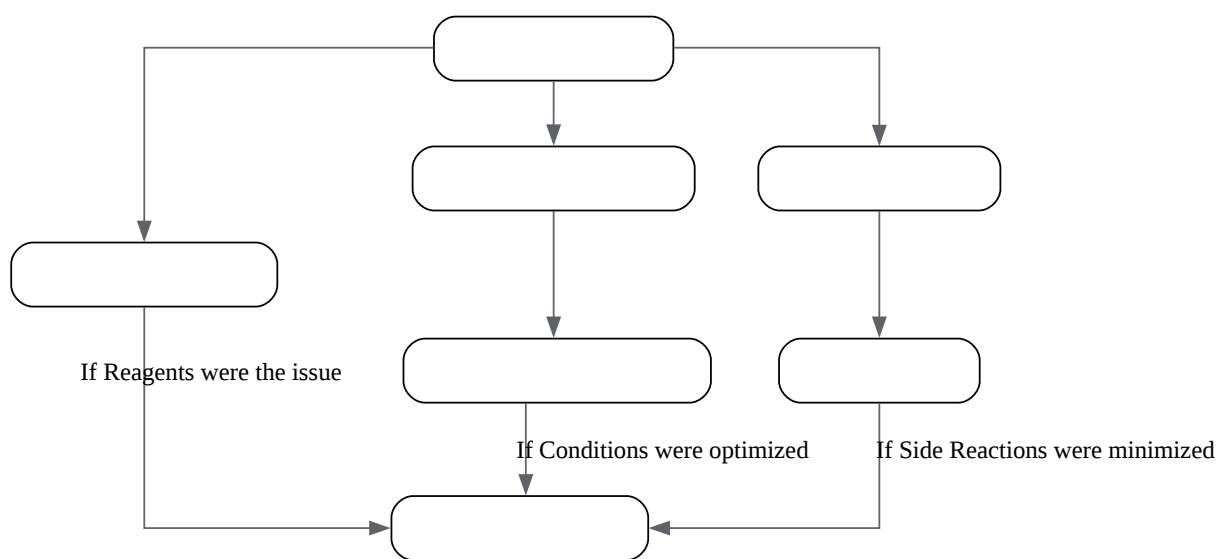 If Reagents were the issue
If Conditions were optimized
If Side Reactions were minimized